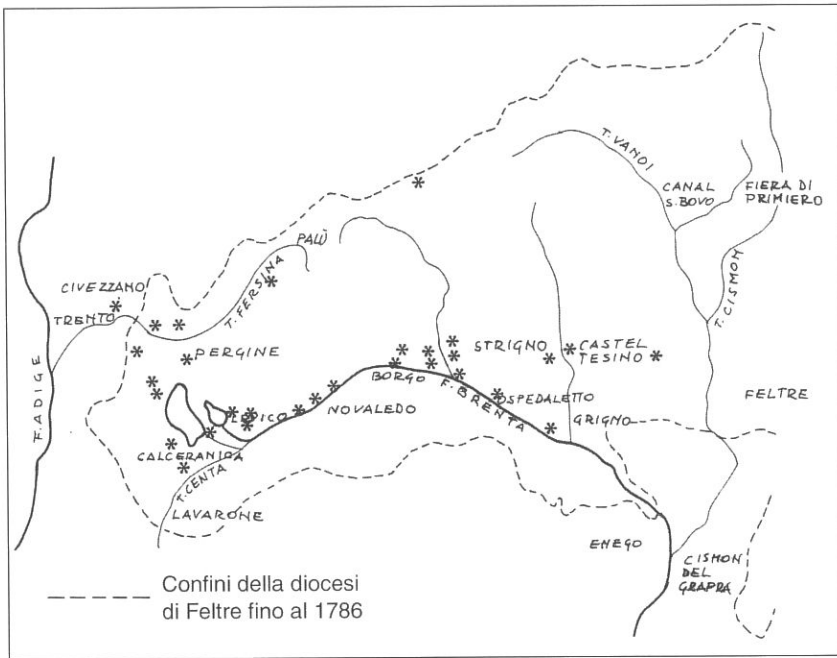 T. VANOI
CANAL
S. BOVO
FIERA DI
PRIMIERO
PALÙ
T. FERSINA
CIVEZZANO
TRENTO
T. CISMON
PERGINE
STRIGNO
CASTEL
TESINO
BORGO
F. BRENTA
F. ADIGE
FELTRE
NOVALEDO
OSPEDALETTO
GRIGNO
CALCERANICA
T. CENTA
LAVARONE
ENEGO
CISMON
DEL
GRAPPA
Confini della diocesi
di Feltre fino al 1786